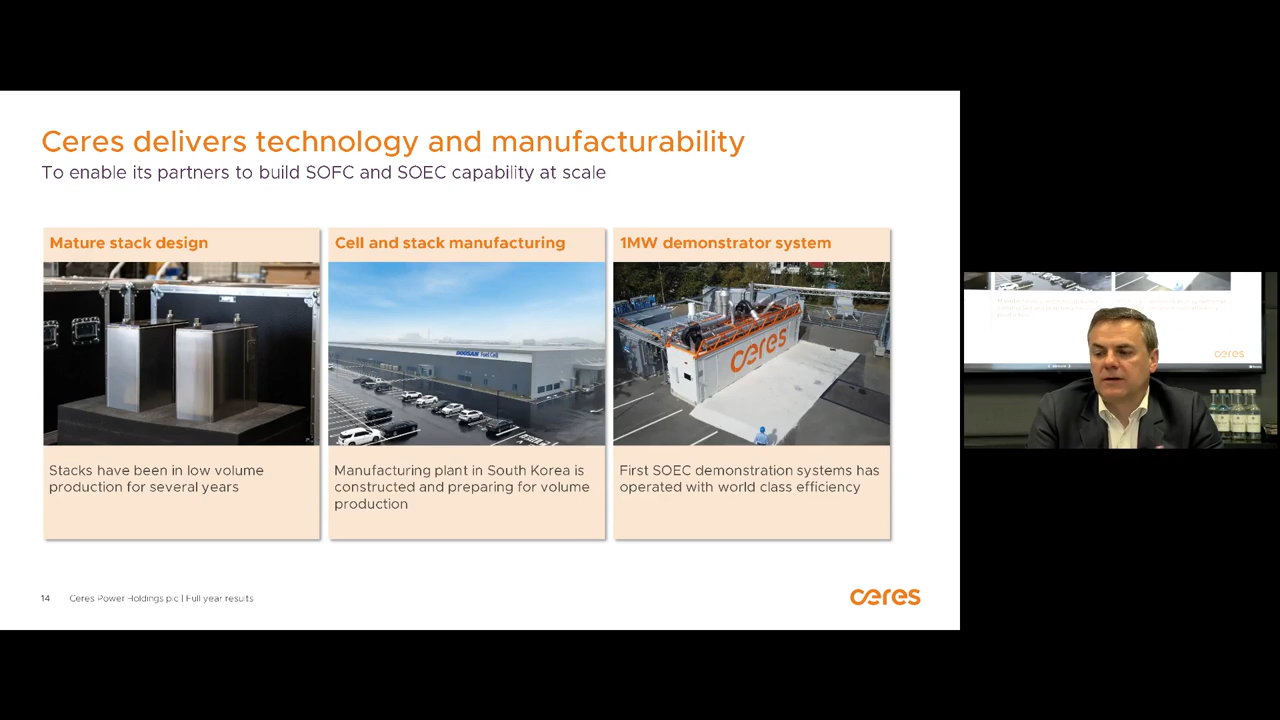 Ceres delivers technology and manufacturability
To enable its partners to build SOFC and SOEC capability at scale
Mature stack design
Stacks have been in low volume
production for several years
Cell and stack manufacturing
DOOSAN Fuel Cell
Manufacturing plant in South Korea is
constructed and preparing for volume
production
1MW demonstrator system
ceres
First SOEC demonstration systems has
operated with world class efficiency
14
Ceres Power Holdings plc | Full year results
ceres
ceres